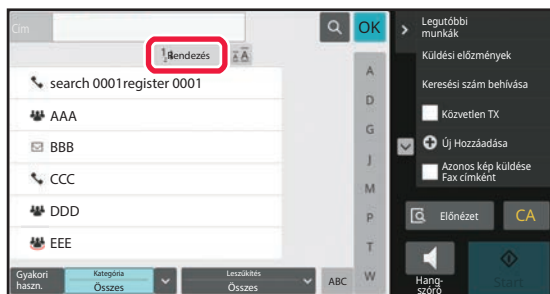 Cím
OK
Rendezés
search 0001register 0001
AAA
BBB
CCC
DDD
EEE
A
D
G
J
M
P
T
W
Gyakori
haszn.
Kategória
Összes
Leszűkítés
Összes
ABC
Legutóbbi
munkák
Küldési előzmények
Keresési szám behívása
Közvetlen TX
Új Hozzáadása
Azonos kép küldése
Fax címként
Előnézet
CA
Hang-
szóró
Start